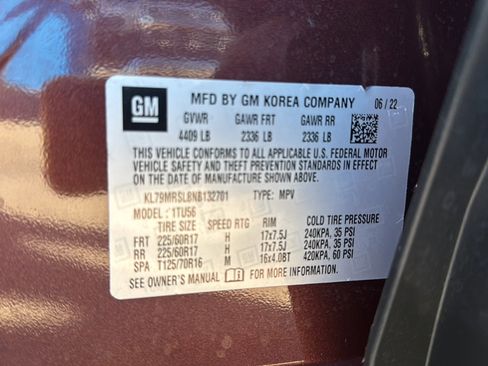 GM MFD BY GM KOREA COMPANY 06 / 22
GVWR GAWR FRT GAWR RR
4409 LB 2336 LB 2336 LB
THIS VEHICLE CONFORMS TO ALL APPLICABLE U.S. FEDERAL MOTOR
VEHICLE SAFETY AND THEFT PREVENTION STANDARDS IN EFFECT
ON THE DATE OF MANUFACTURE SHOWN ABOVE.
KL79MRSL8NB132701 TYPE: MPV
MODEL: 1TU56
TIRE SIZE SPEED RTG RIM COLD TIRE PRESSURE
FRT 225/60R17 H 17x7.5J 240KPA, 35 PSI
RR 225/60R17 H 17x7.5J 240KPA, 35 PSI
SPA T125/70R16 M 16x4.0BT 420KPA, 60 PSI
SEE OWNER'S MANUAL FOR MORE INFORMATION.